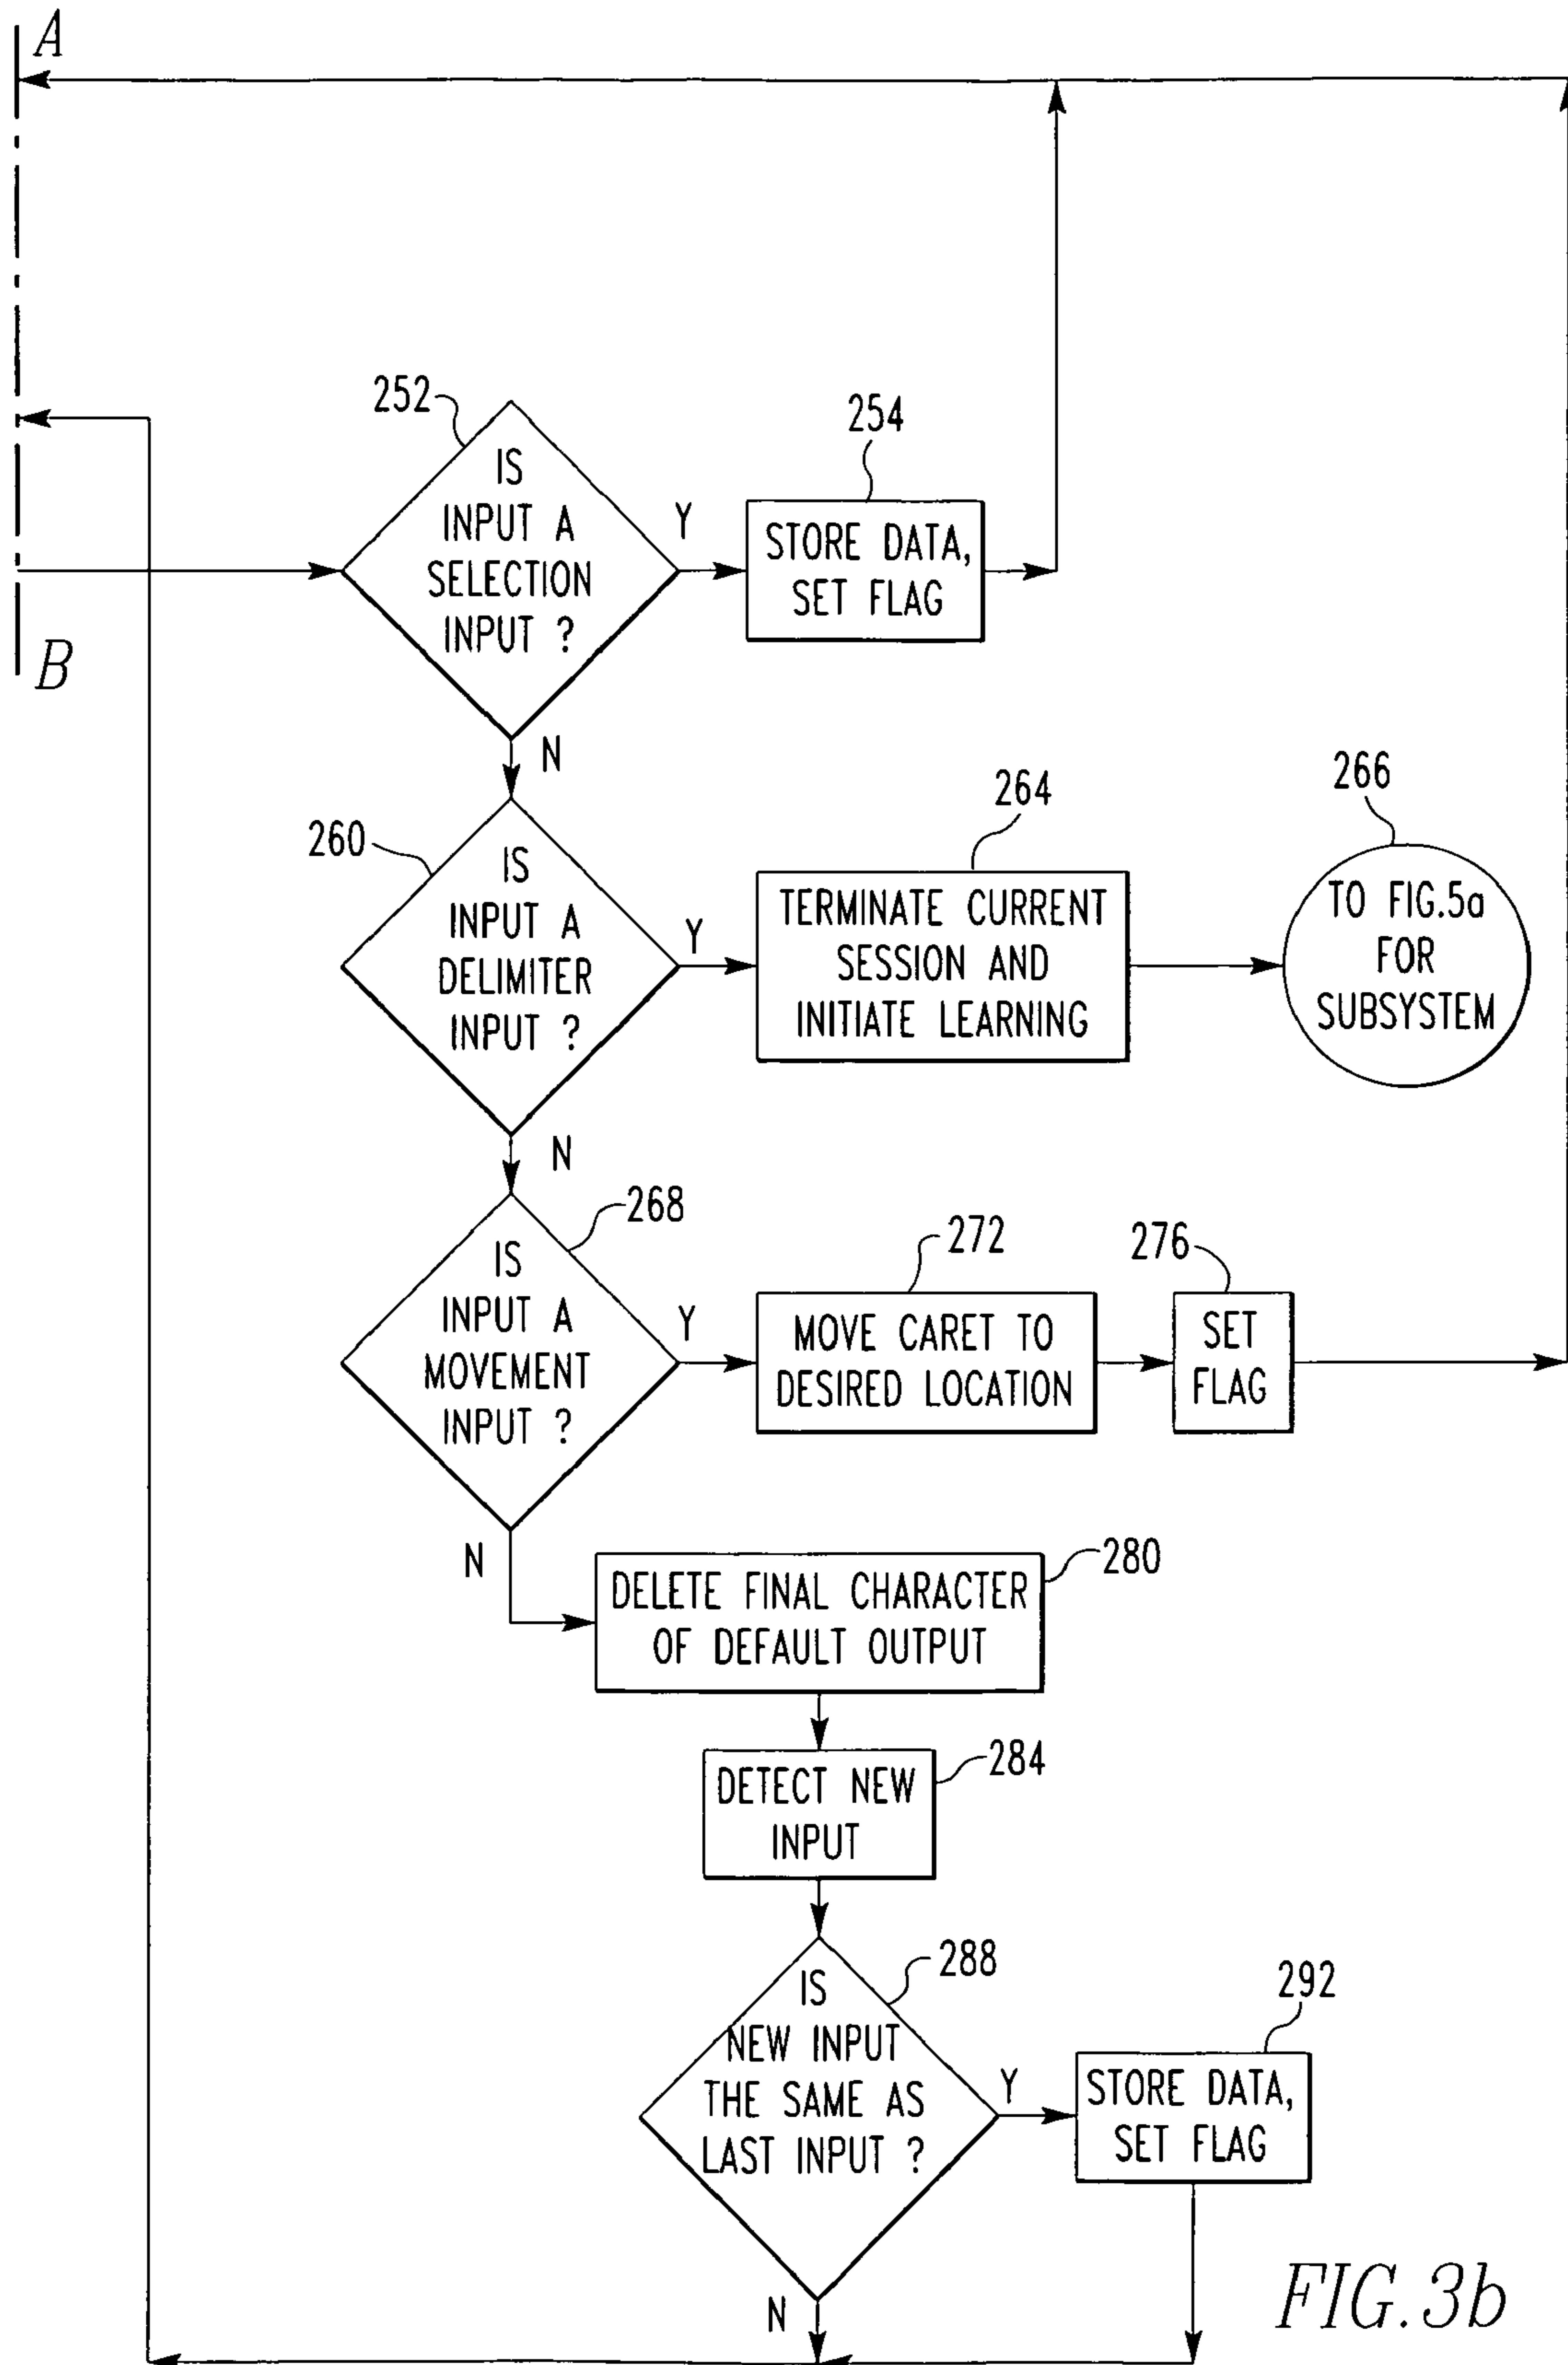 A
252
IS
INPUT A
SELECTION
INPUT ?
Y
254
STORE DATA,
SET FLAG
B
N
260
IS
INPUT A
DELIMITER
INPUT ?
Y
264
TERMINATE CURRENT
SESSION AND
INITIATE LEARNING
266
TO FIG.5a
FOR
SUBSYSTEM
N
268
IS
INPUT A
MOVEMENT
INPUT ?
Y
272
MOVE CARET TO
DESIRED LOCATION
276
SET
FLAG
N
280
DELETE FINAL CHARACTER
OF DEFAULT OUTPUT
284
DETECT NEW
INPUT
288
IS
NEW INPUT
THE SAME AS
LAST INPUT ?
Y
292
STORE DATA,
SET FLAG
N
FIG.3b